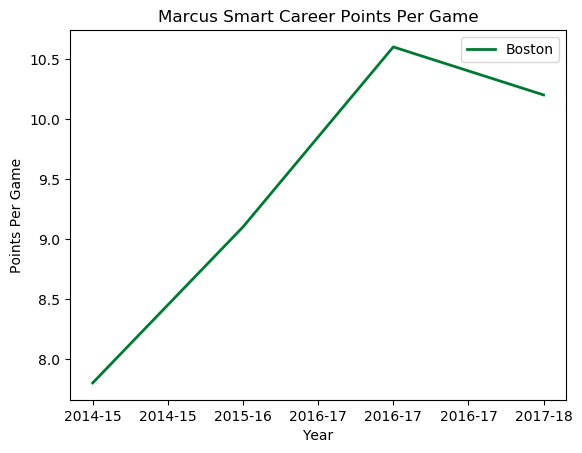 Marcus Smart Career Points Per Game
Boston
Points Per Game
10.5
10.0
9.5
9.0
8.5
8.0
2014-15 2014-15 2015-16 2016-17 2016-17 2016-17 2017-18
Year